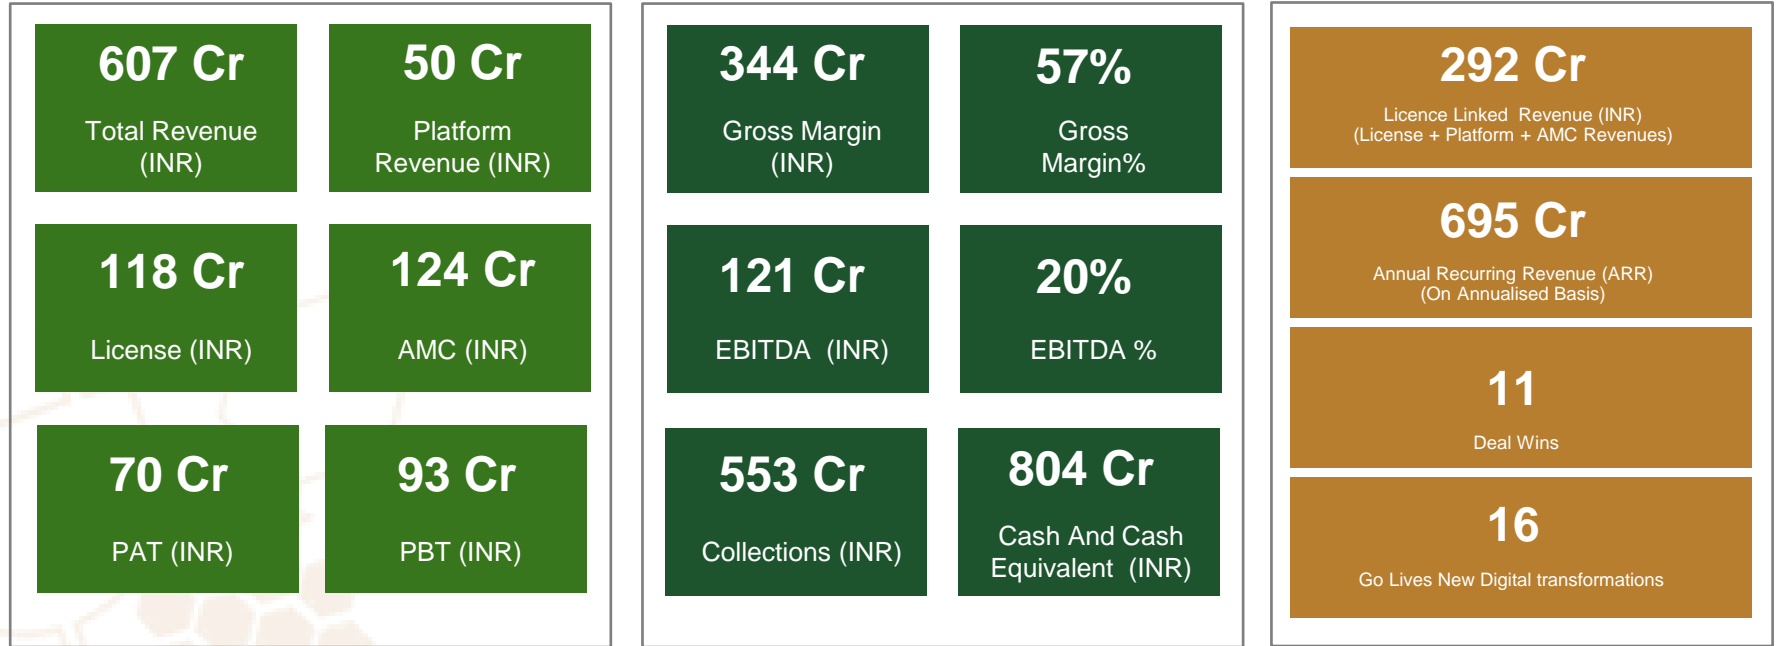 607 Cr
Total Revenue
(INR)
50 Cr
Platform
Revenue (INR)
118 Cr
License (INR)
124 Cr
AMC (INR)
70 Cr
PAT (INR)
93 Cr
PBT (INR)
344 Cr
Gross Margin
(INR)
57%
Gross
Margin%
121 Cr
EBITDA (INR)
20%
EBITDA %
553 Cr
Collections (INR)
804 Cr
Cash And Cash
Equivalent (INR)
292 Cr
Licence Linked Revenue (INR)
(License + Platform + AMC Revenues)
695 Cr
Annual Recurring Revenue (ARR)
(On Annualised Basis)
11
Deal Wins
16
Go Lives New Digital transformations